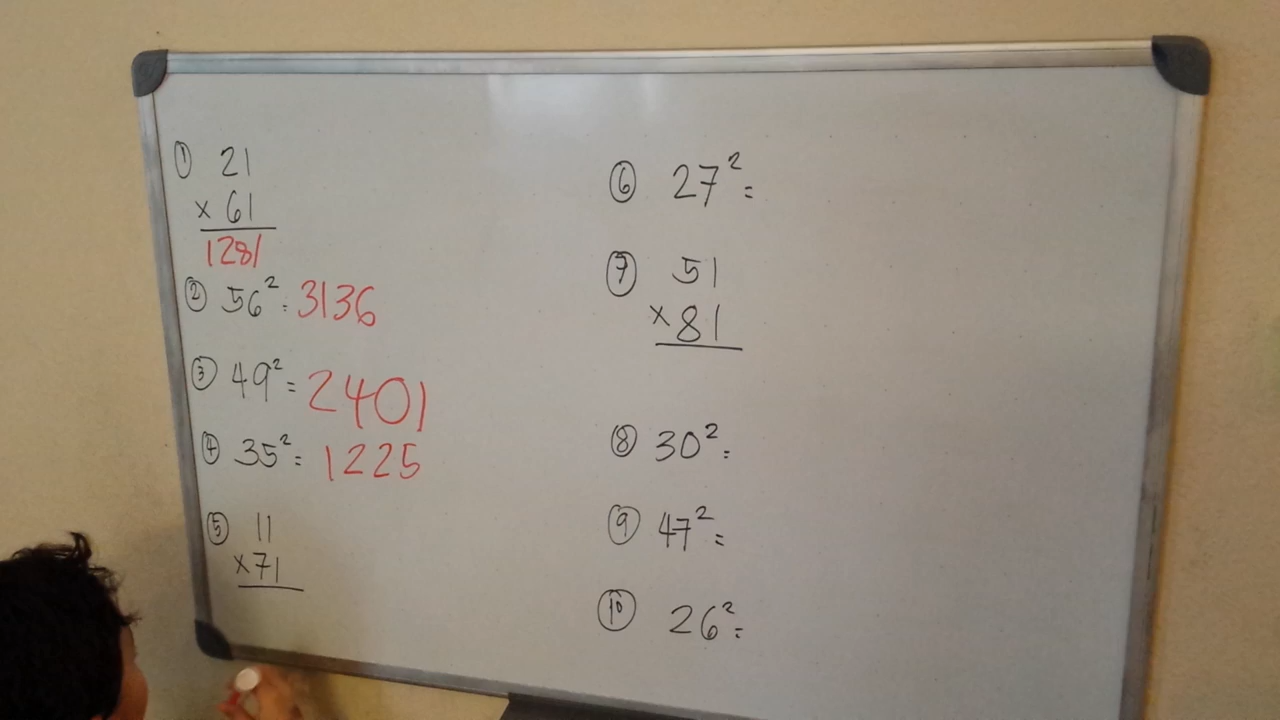 ① 21
× 61
1281
② 56² = 3136
③ 49² = 2401
④ 35² = 1225
⑤ 11
× 71
⑥ 27² =
⑦ 51
× 81
⑧ 30² =
⑨ 47² =
⑩ 26² =